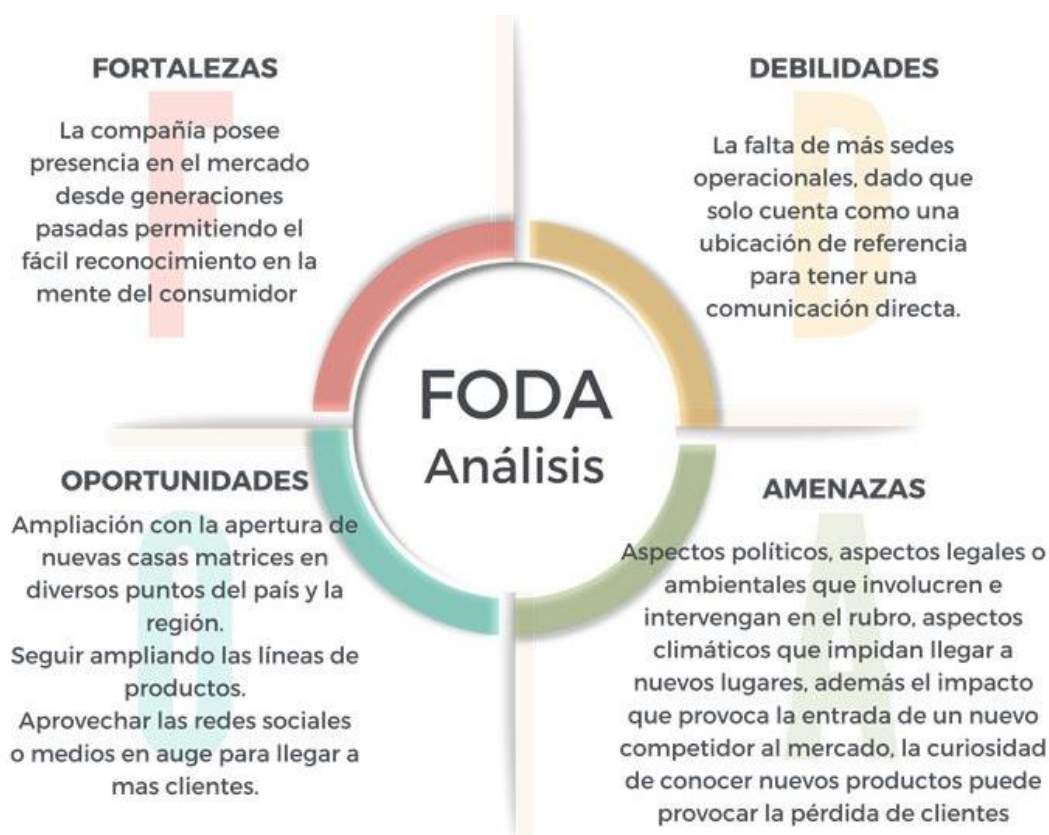 FORTALEZAS
La compañía posee
presencia en el mercado
desde generaciones
pasadas permitiendo el
fácil reconocimiento en la
mente del consumidor
DEBILIDADES
La falta de más sedes
operacionales, dado que
solo cuenta como una
ubicación de referencia
para tener una
comunicación directa.
FODA
Análisis
OPORTUNIDADES
Ampliación con la apertura de
nuevas casas matrices en
diversos puntos del país y la
región.
Seguir ampliando las líneas de
productos.
Aprovechar las redes sociales
o medios en auge para llegar a
mas clientes.
AMENAZAS
Aspectos políticos, aspectos legales o
ambientales que involucren e
intervengan en el rubro, aspectos
climáticos que impidan llegar a
nuevos lugares, además el impacto
que provoca la entrada de un nuevo
competidor al mercado, la curiosidad
de conocer nuevos productos puede
provocar la pérdida de clientes
F
D
O
A